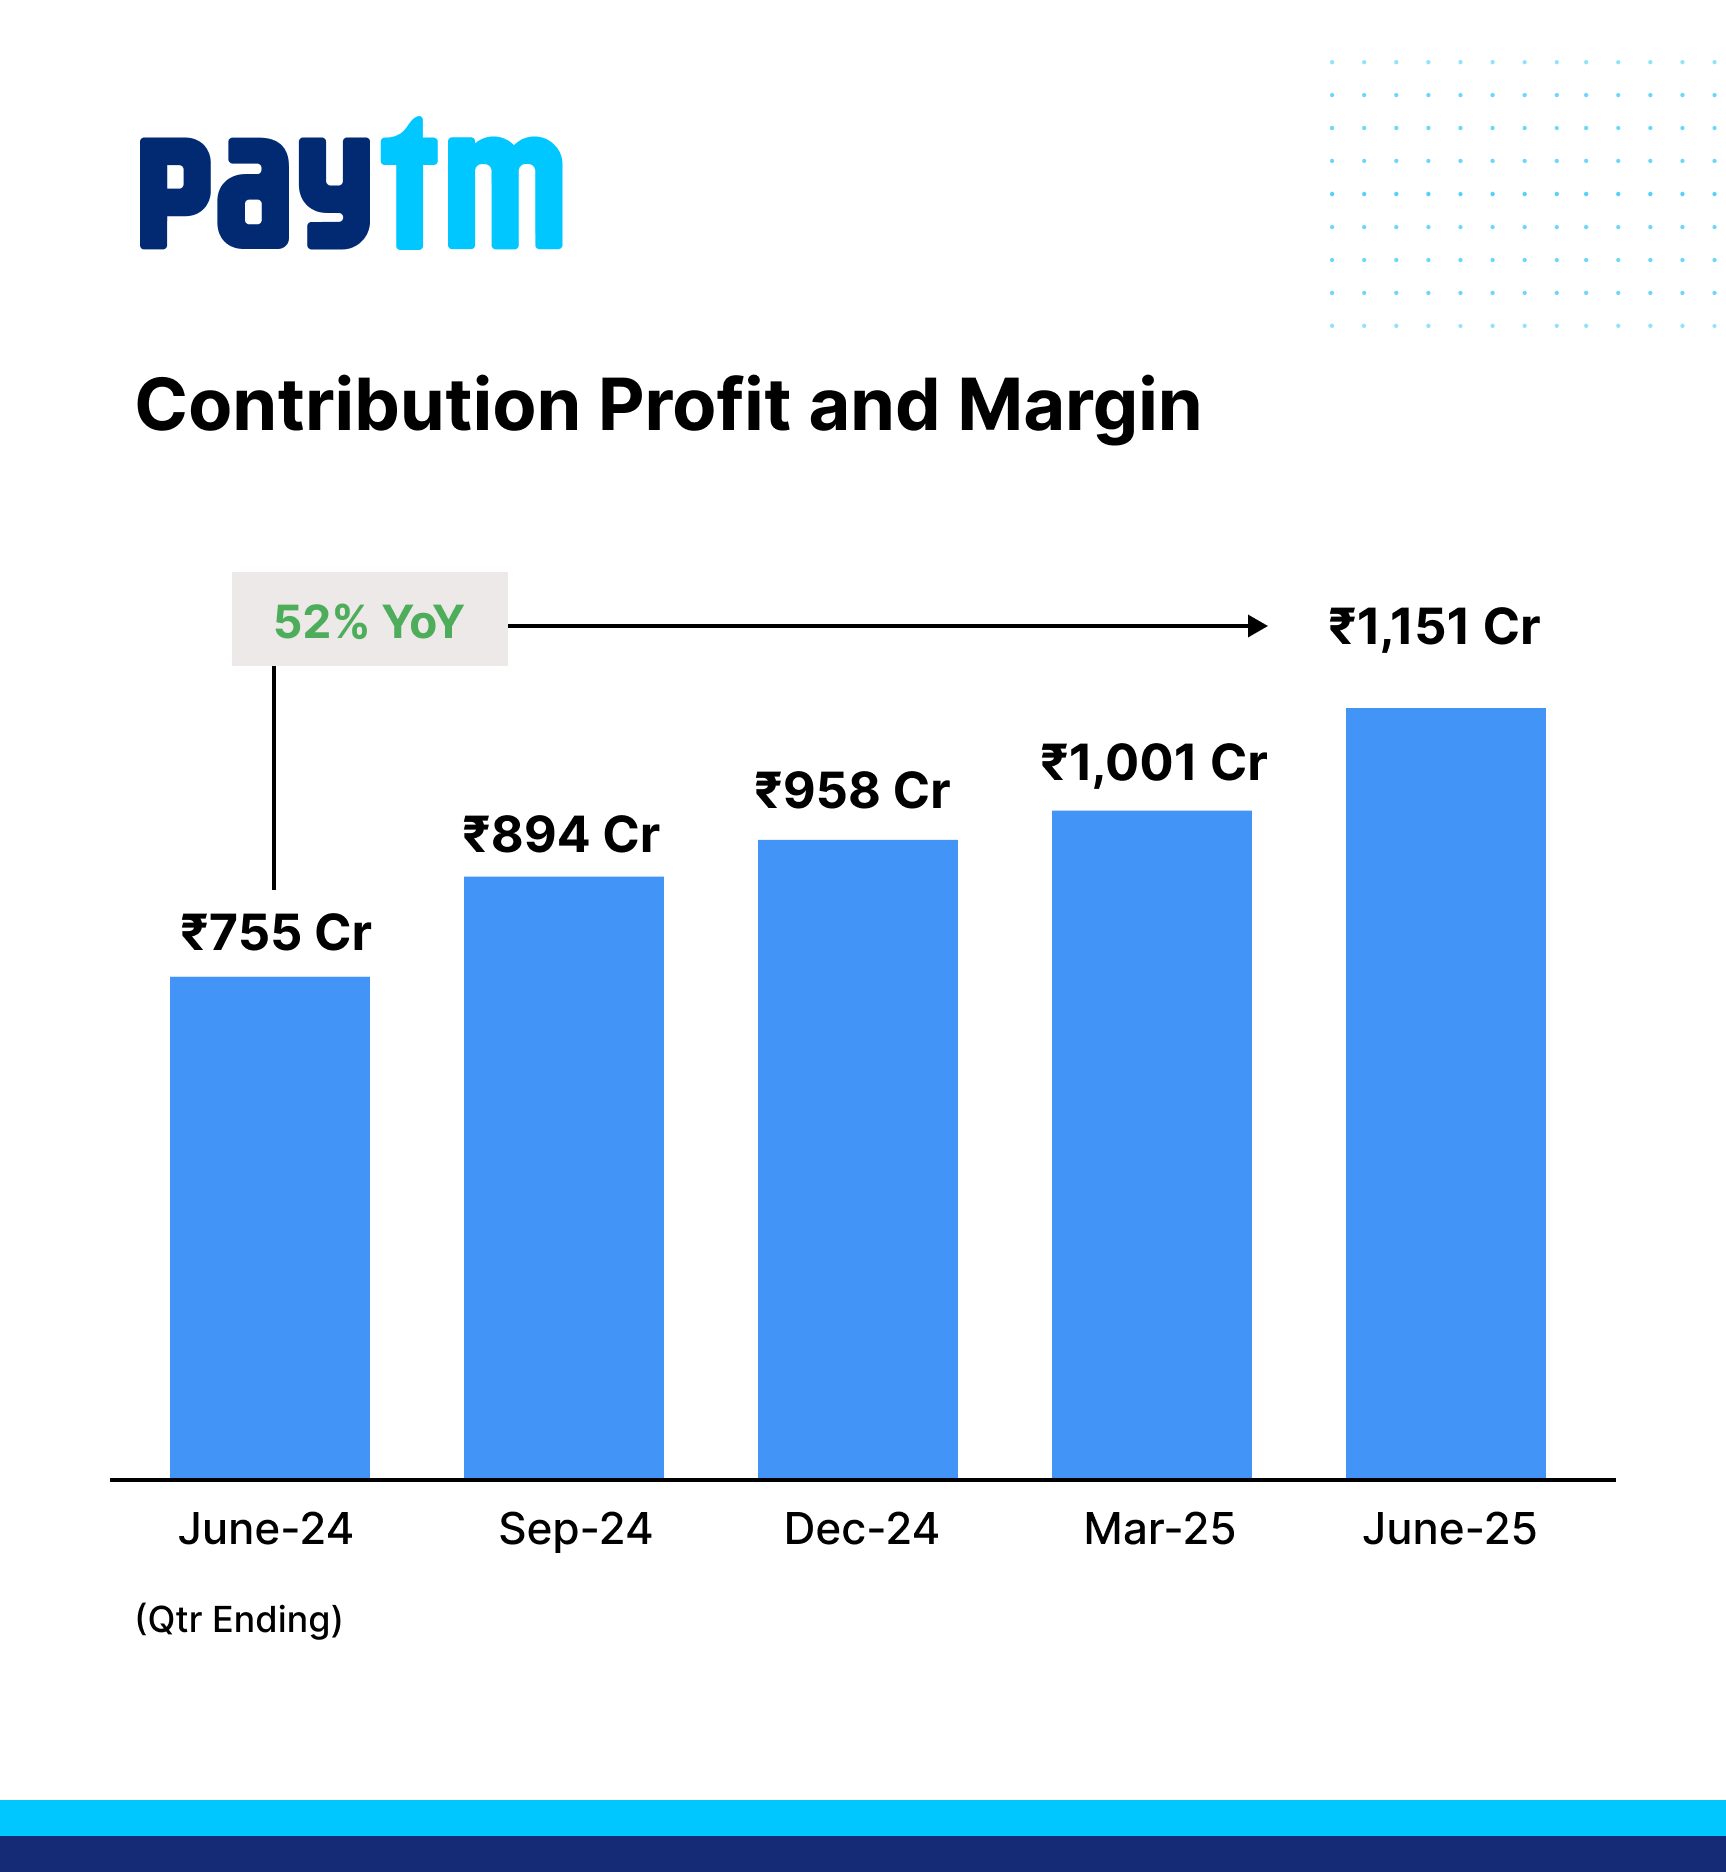 paytm
Contribution Profit and Margin
52% YoY
₹1,151 Cr
₹1,001 Cr
₹958 Cr
₹894 Cr
₹755 Cr
June-24 Sep-24 Dec-24 Mar-25 June-25
(Qtr Ending)